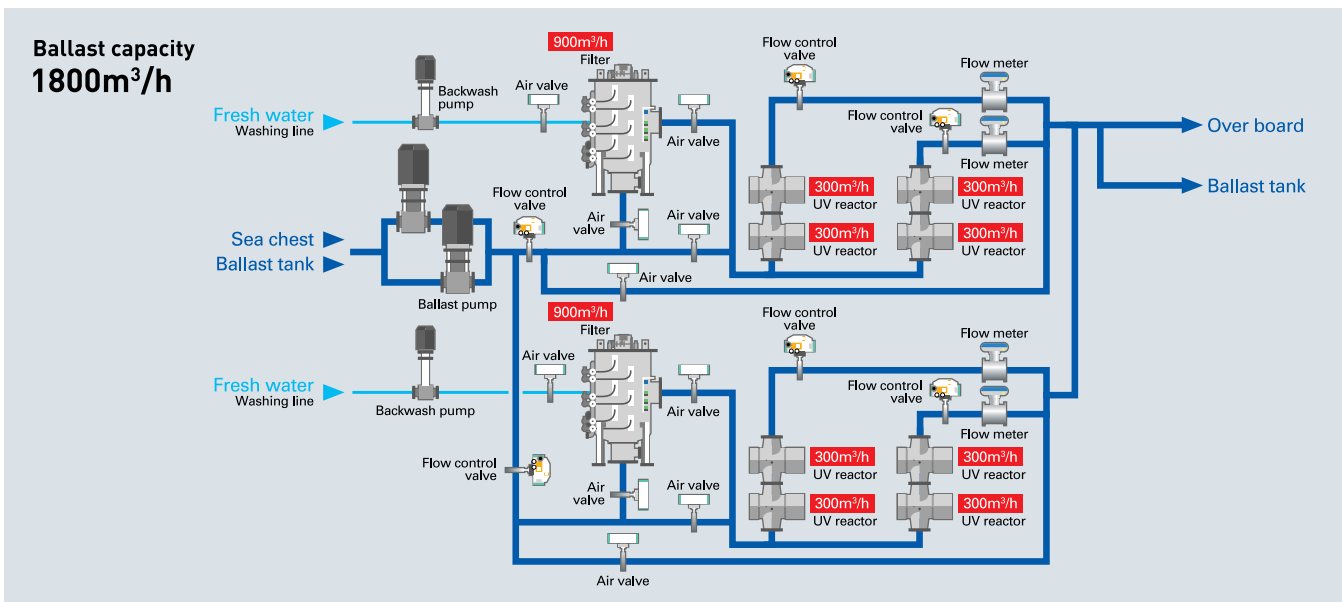 Ballast capacity
1800m³/h
900m³/h
Filter
Air valve
Backwash
pump
Fresh water
Washing line
Air valve
Flow control
valve
Flow meter
Flow control
valve
Flow meter
Over board
Ballast tank
300m³/h
UV reactor
300m³/h
UV reactor
300m³/h
UV reactor
300m³/h
UV reactor
Flow control
valve
Air
valve
Air valve
Sea chest
Ballast tank
Ballast pump
Air valve
900m³/h
Filter
Air valve
Fresh water
Washing line
Backwash pump
Air valve
Flow control
valve
Flow meter
Flow control
valve
Flow meter
300m³/h
UV reactor
300m³/h
UV reactor
300m³/h
UV reactor
300m³/h
UV reactor
Flow control
valve
Air
valve
Air valve
Air valve